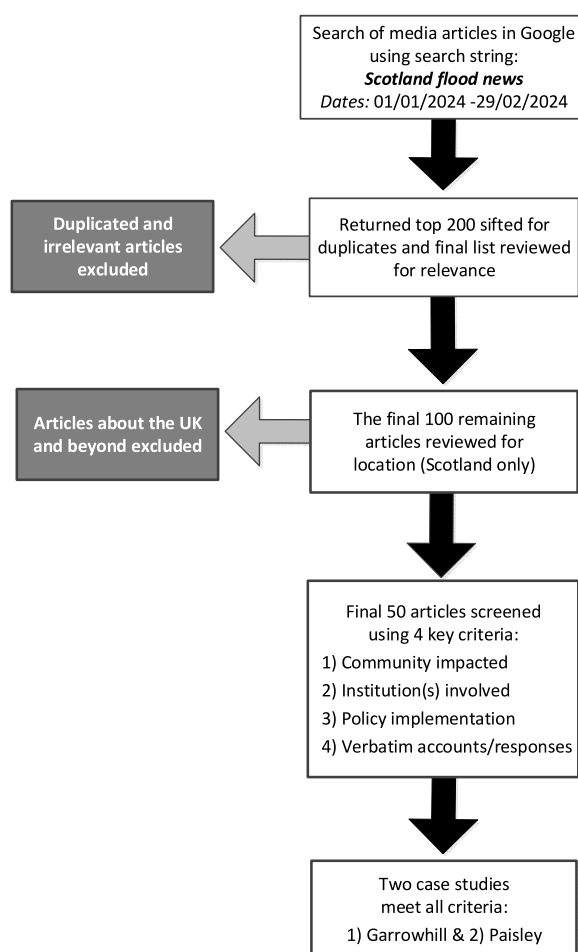 Search of media articles in Google
using search string:
Scotland flood news
Dates: 01/01/2024 -29/02/2024
Duplicated and
irrelevant articles
excluded
Returned top 200 sifted for
duplicates and final list reviewed
for relevance
Articles about the UK
and beyond excluded
The final 100 remaining
articles reviewed for
location (Scotland only)
Final 50 articles screened
using 4 key criteria:
1) Community impacted
2) Institution(s) involved
3) Policy implementation
4) Verbatim accounts/responses
Two case studies
meet all criteria:
1) Garrowhill & 2) Paisley